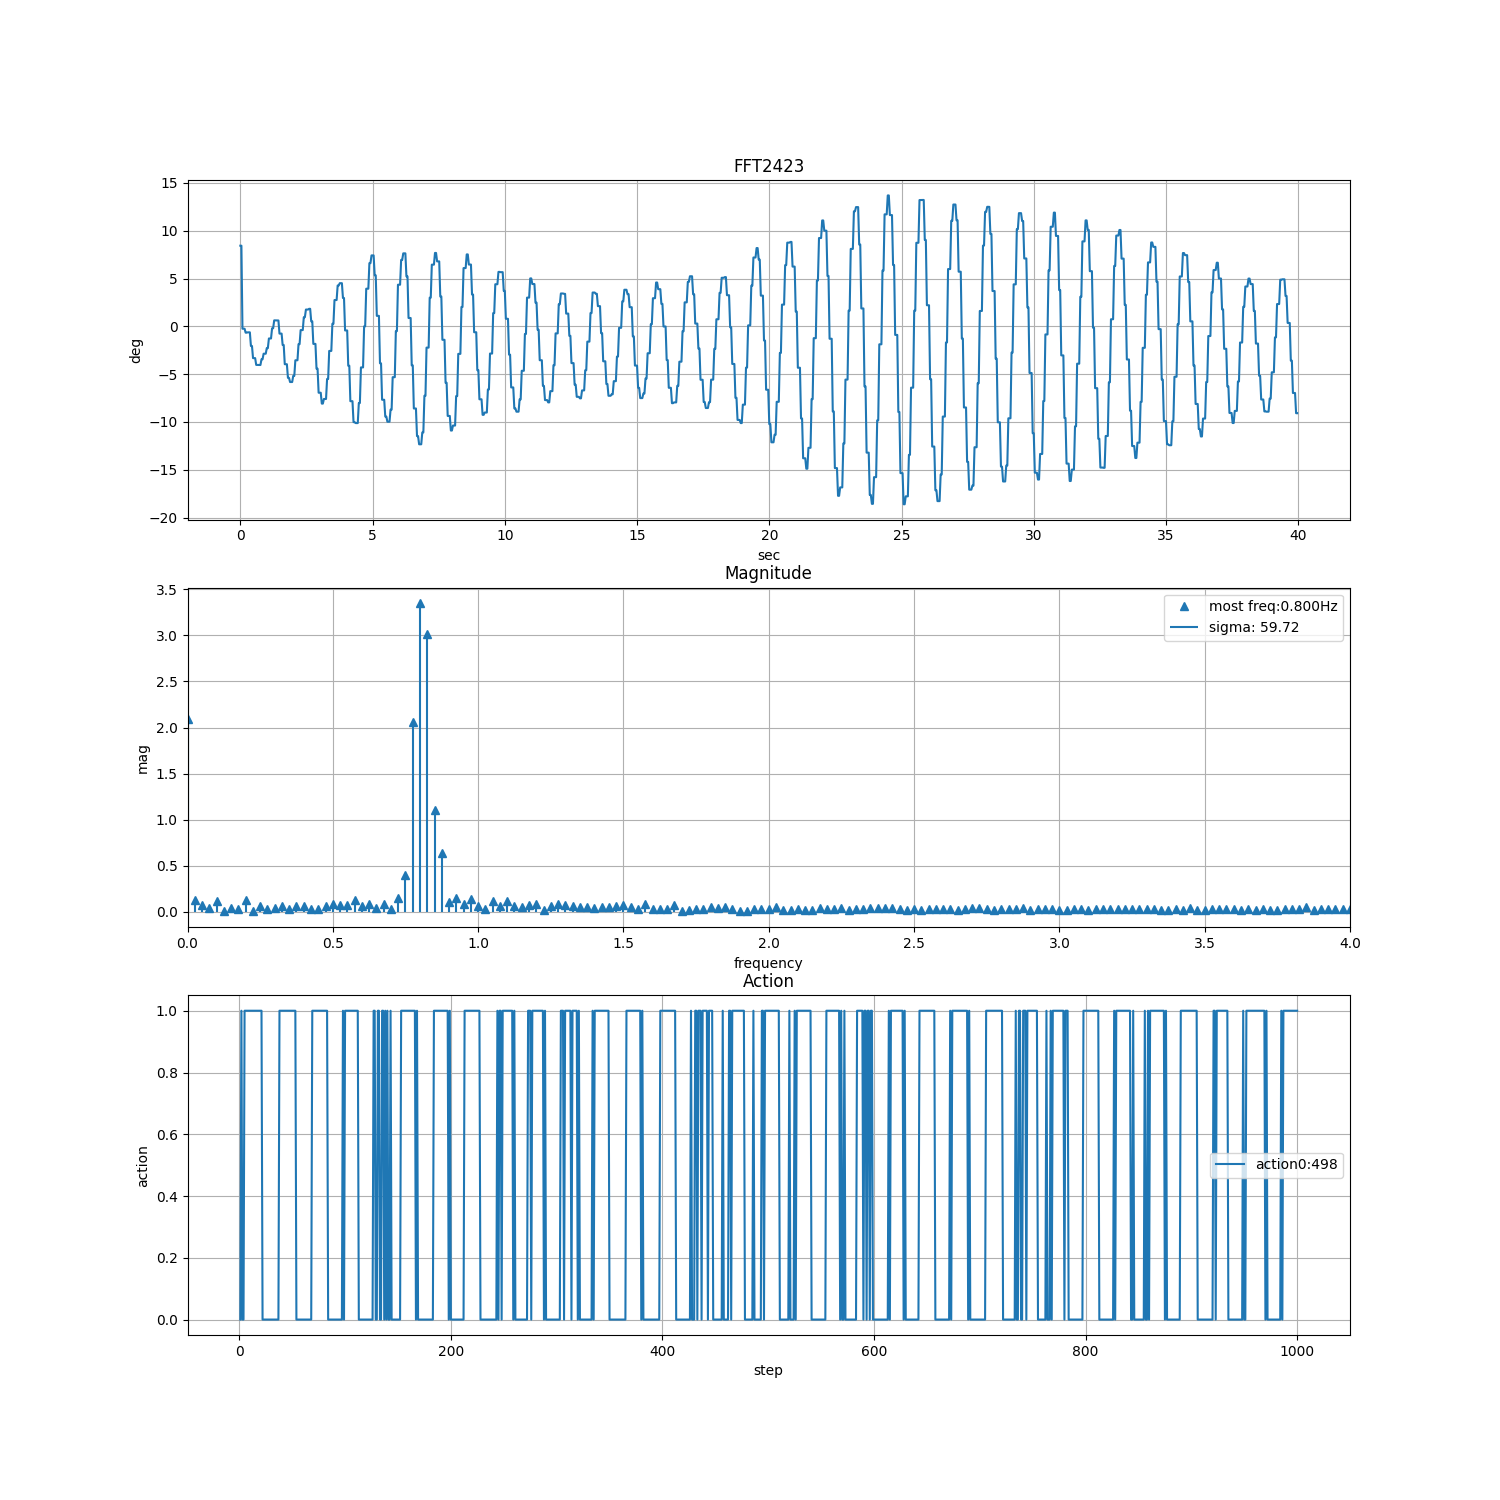 FFT2423
15
10
5
0
−5
−10
−15
−20
deg
0 5 10 15 20 25 30 35 40
sec
Magnitude
3.5
3.0
2.5
2.0
1.5
1.0
0.5
0.0
mag
most freq:0.800Hz
sigma: 59.72
0.0 0.5 1.0 1.5 2.0 2.5 3.0 3.5 4.0
frequency
Action
1.0
0.8
0.6
0.4
0.2
0.0
action
action0:498
0 200 400 600 800 1000
step